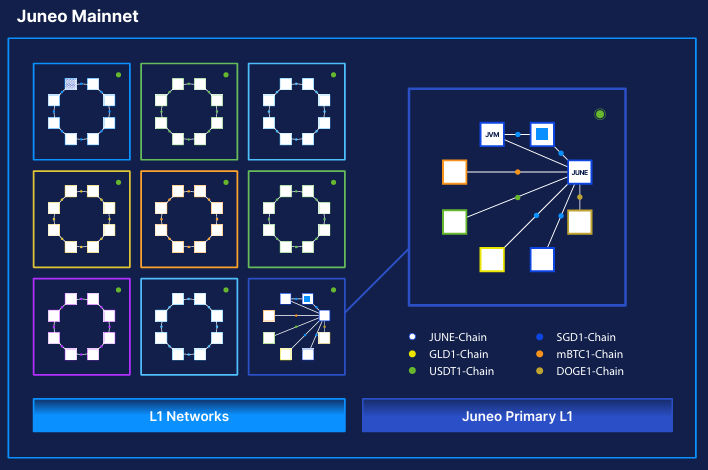 Juneo Mainnet
JVM
JUNE
JUNE-Chain
SGD1-Chain
GLD1-Chain
mBTC1-Chain
USDT1-Chain
DOGE1-Chain
L1 Networks
Juneo Primary L1